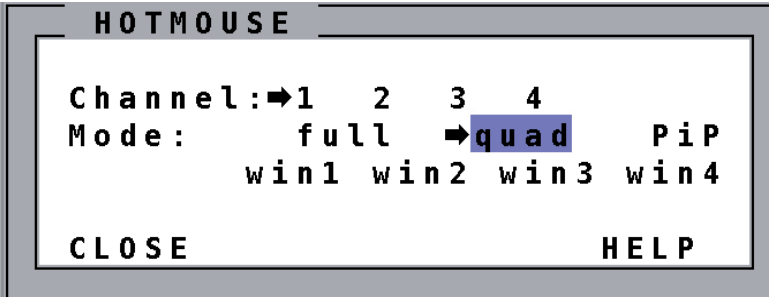 HOTMOUSE
Channel:➡1 2 3 4
Mode: full ➡quad PiP
win1 win2 win3 win4
CLOSE HELP